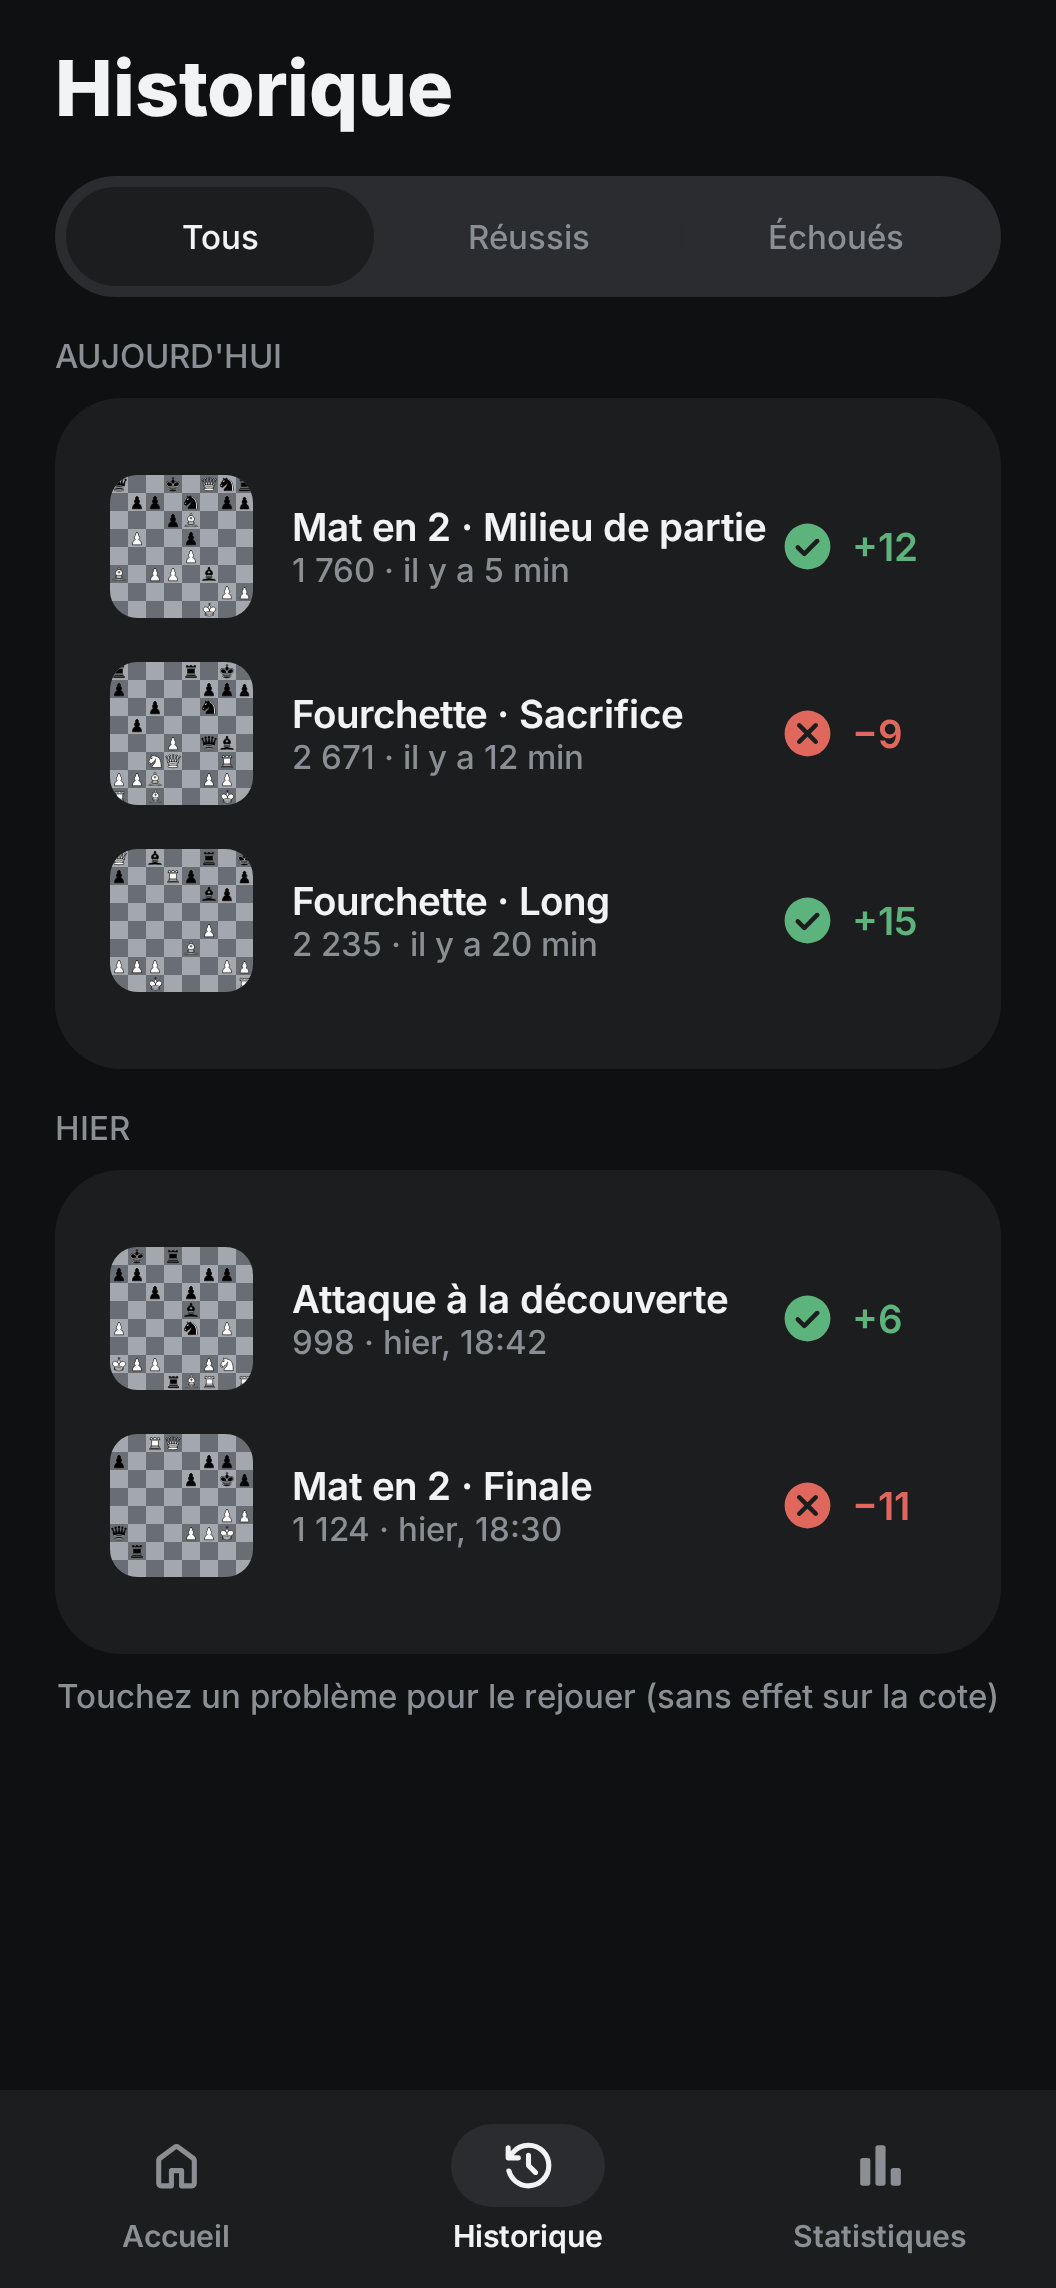 Historique
Tous
Réussis
Échoués
AUJOURD'HUI
Mat en 2 · Milieu de partie
+12
1 760 · il y a 5 min
Fourchette · Sacrifice
−9
2 671 · il y a 12 min
Fourchette · Long
+15
2 235 · il y a 20 min
HIER
Attaque à la découverte
+6
998 · hier, 18:42
Mat en 2 · Finale
−11
1 124 · hier, 18:30
Touchez un problème pour le rejouer (sans effet sur la cote)
Accueil
Historique
Statistiques